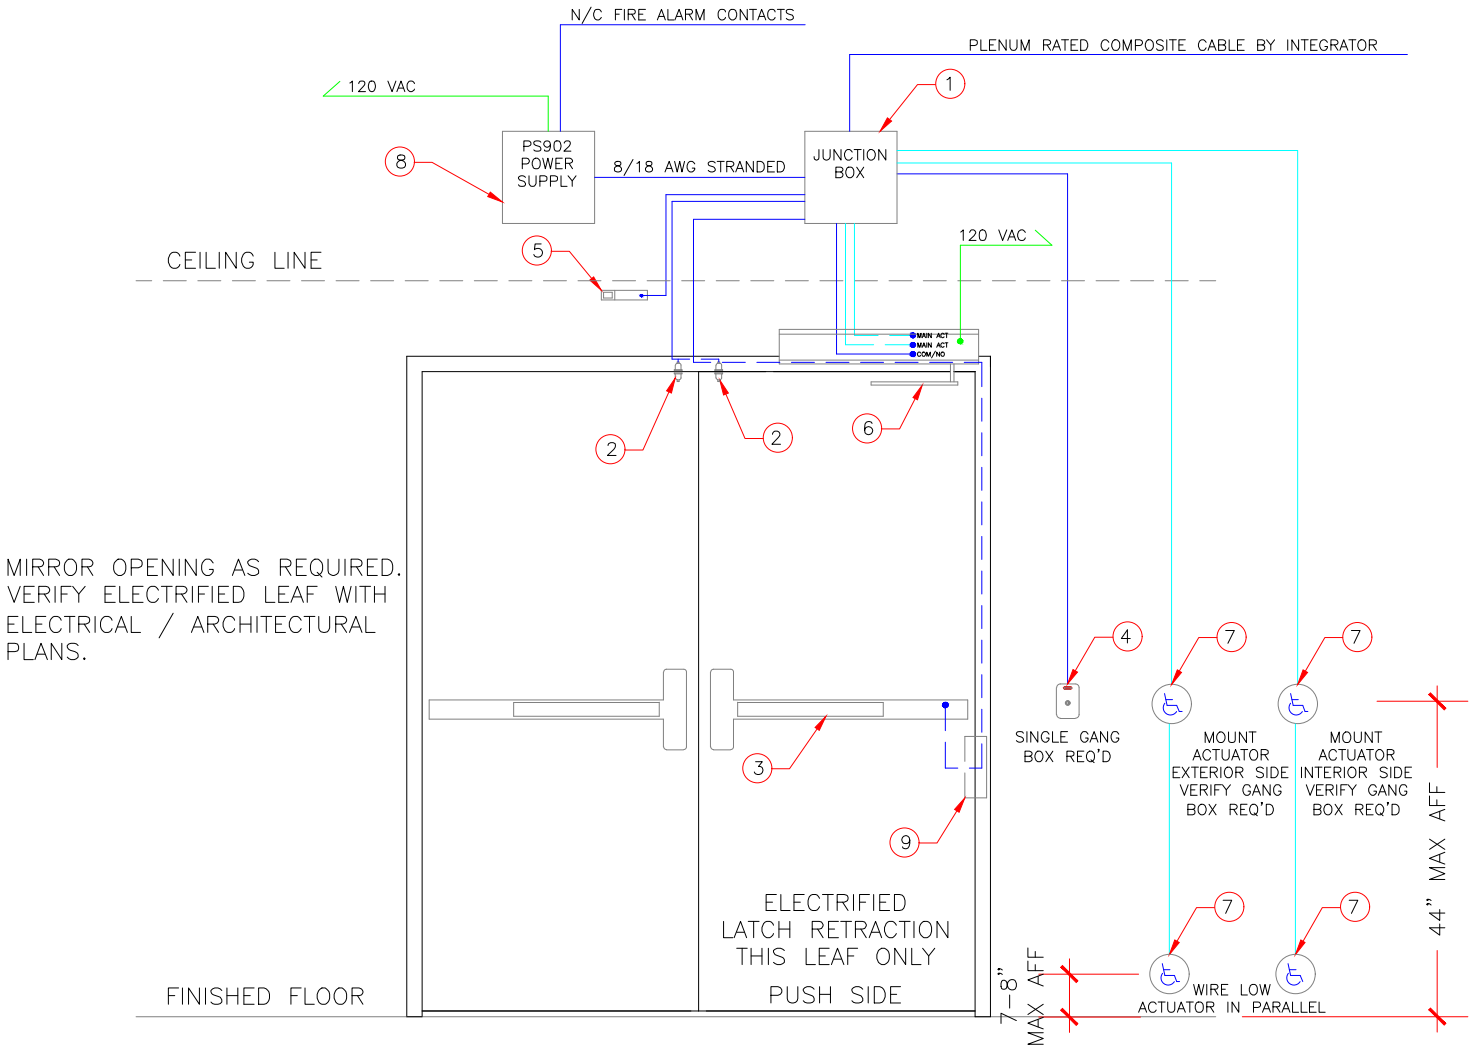 N/C FIRE ALARM CONTACTS
PLENUM RATED COMPOSITE CABLE BY INTEGRATOR
120 VAC
1
PS902
POWER
SUPPLY
8
8/18 AWG STRANDED
JUNCTION
BOX
120 VAC
5
CEILING LINE
MAIN ACT
MAIN ACT
COM/NO
2
2
6
MIRROR OPENING AS REQUIRED.
VERIFY ELECTRIFIED LEAF WITH
ELECTRICAL / ARCHITECTURAL
PLANS.
4
7
7
SINGLE GANG
BOX REQ'D
MOUNT
ACTUATOR
EXTERIOR SIDE
VERIFY GANG
BOX REQ'D
MOUNT
ACTUATOR
INTERIOR SIDE
VERIFY GANG
BOX REQ'D
3
9
44" MAX AFF
ELECTRIFIED
LATCH RETRACTION
THIS LEAF ONLY
PUSH SIDE
7
7
7-8"
MAX AFF
WIRE LOW
ACTUATOR IN PARALLEL
FINISHED FLOOR